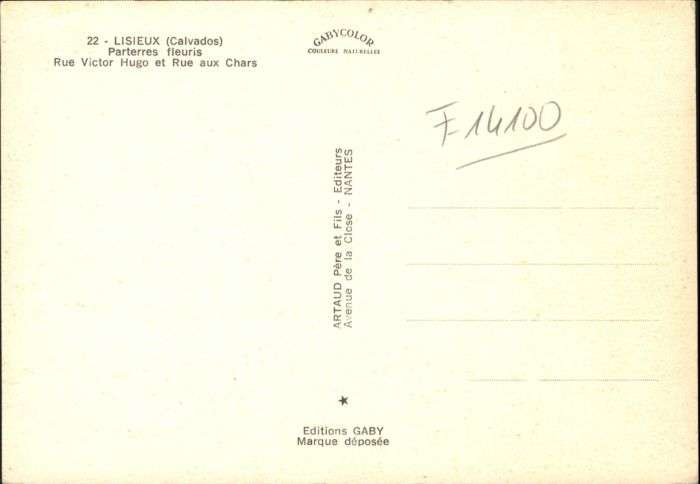 22 - LISIEUX (Calvados)
Parterres fleuris
Rue Victor Hugo et Rue aux Chars
GABYCOLOR
COULEURS NATURELLES
F-14100
ARTAUD Père et Fils - Editeurs
Avenue de la Close - NANTES
Editions GABY
Marque déposée